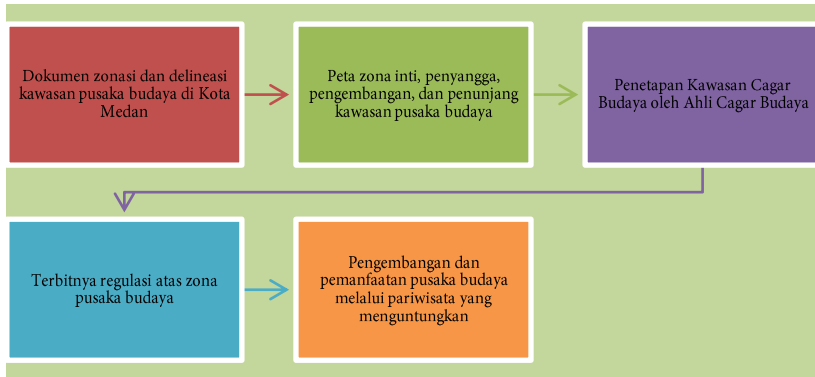 Dokumen zonasi dan delineasi
kawasan pusaka budaya di Kota
Medan
Peta zona inti, penyangga,
pengembangan, dan penunjang
kawasan pusaka budaya
Penetapan Kawasan Cagar
Budaya oleh Ahli Cagar Budaya
Terbitnya regulasi atas zona
pusaka budaya
Pengembangan dan
pemanfaatan pusaka budaya
melalui pariwisata yang
menguntungkan